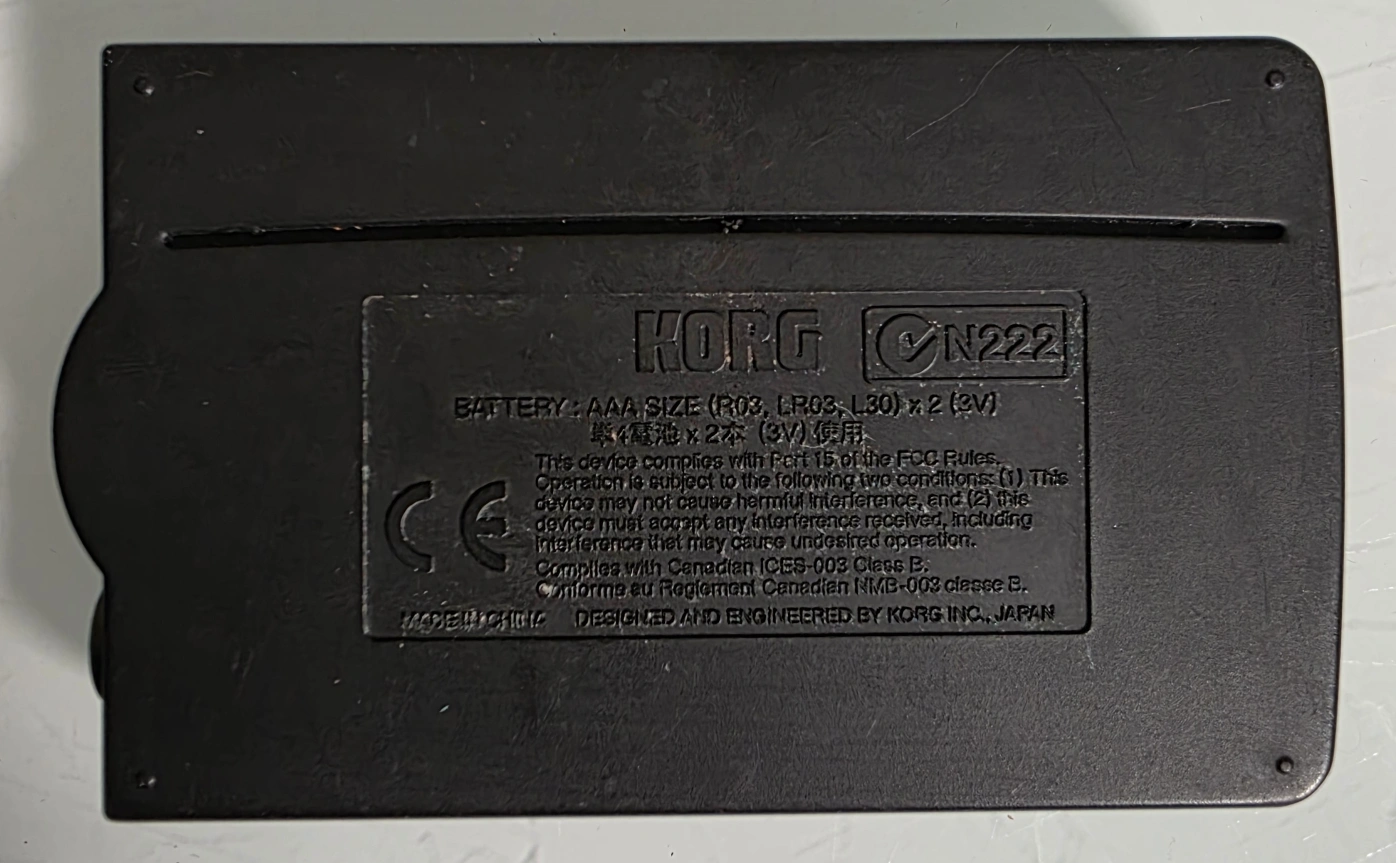 KORG N222
BATTERY : AAA SIZE (R03, LR03, L30) x 2 (3V)
単4電池 x 2本 (3V) 使用
This device complies with Part 15 of the FCC Rules.
Operation is subject to the following two conditions: (1) This
device may not cause harmful interference, and (2) this
device must accept any interference received, including
interference that may cause undesired operation.
Complies with Canadian ICES-003 Class B.
Conforme au Reglement Canadien NMB-003 classe B.
CE
MADE IN CHINA DESIGNED AND ENGINEERED BY KORG INC., JAPAN